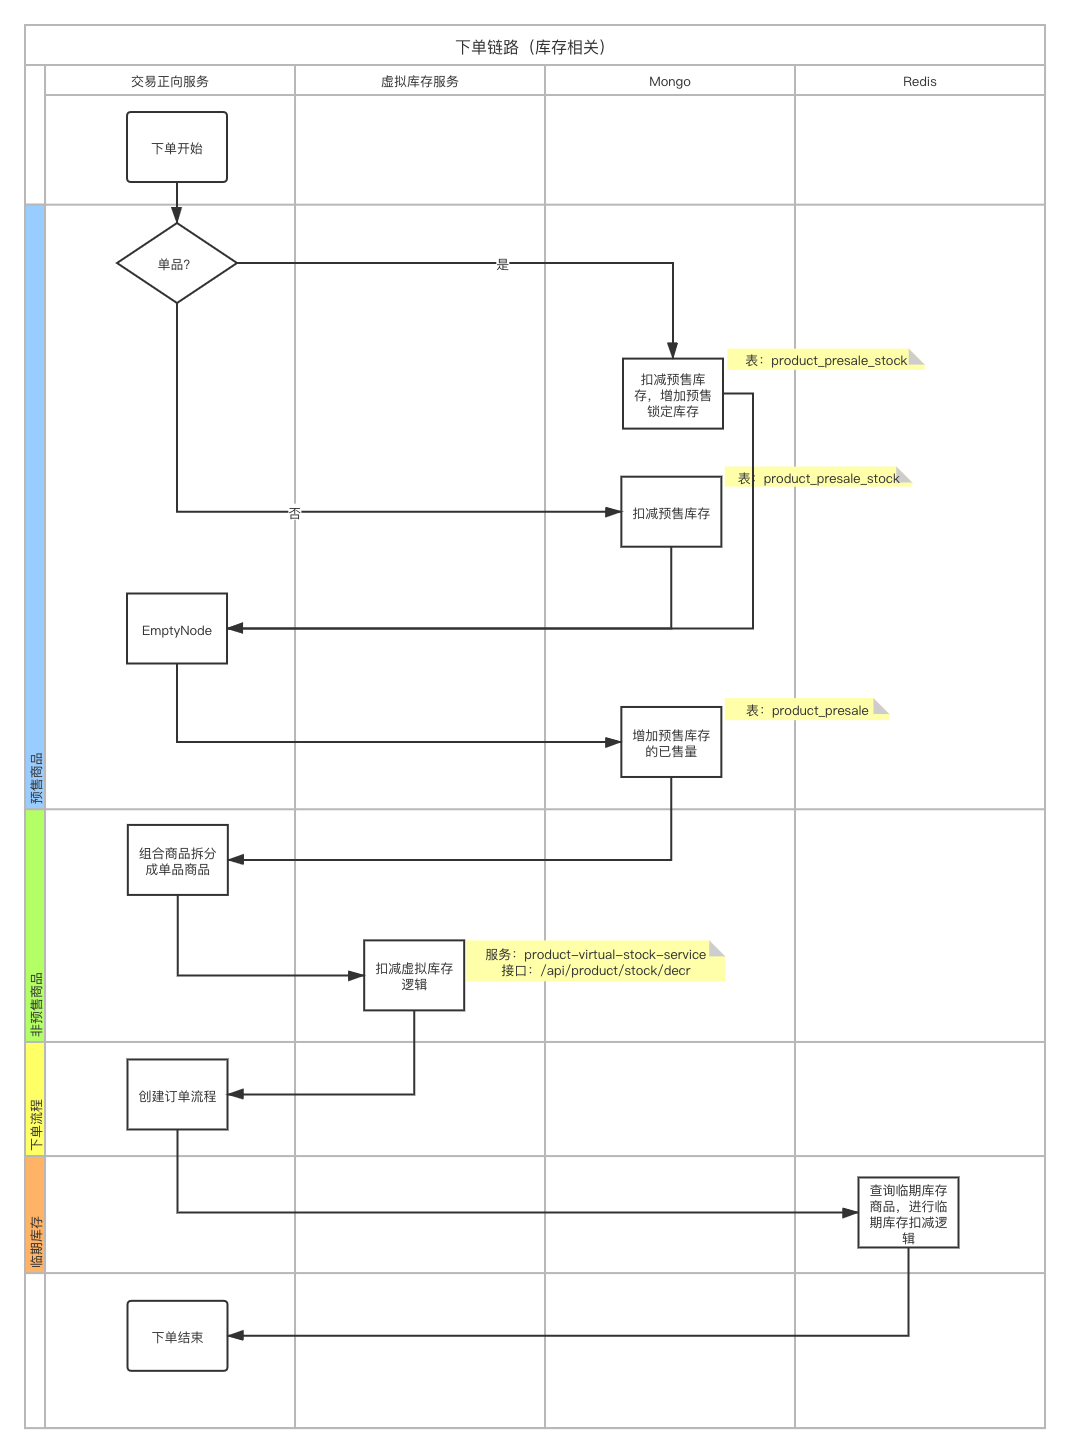 下单链路（库存相关）
交易正向服务
虚拟库存服务
Mongo
Redis
下单开始
单品?
是
表：product_presale_stock
扣减预售库
存，增加预售
锁定库存
表：product_presale_stock
扣减预售库存
否
EmptyNode
表：product_presale
增加预售库存
的已售量
预售商品
组合商品拆分
成单品商品
扣减虚拟库存
逻辑
服务：product-virtual-stock-service
接口：/api/product/stock/decr
非预售商品
创建订单流程
下单流程
查询临期库存
商品，进行临
期库存扣减逻
辑
临期库存
下单结束